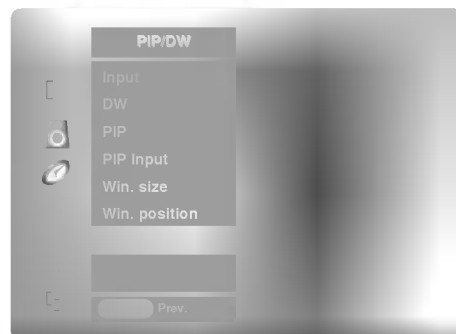 PIP/DW
Input
DW
PIP
PIP Input
Win. size
Win. position
Prev.